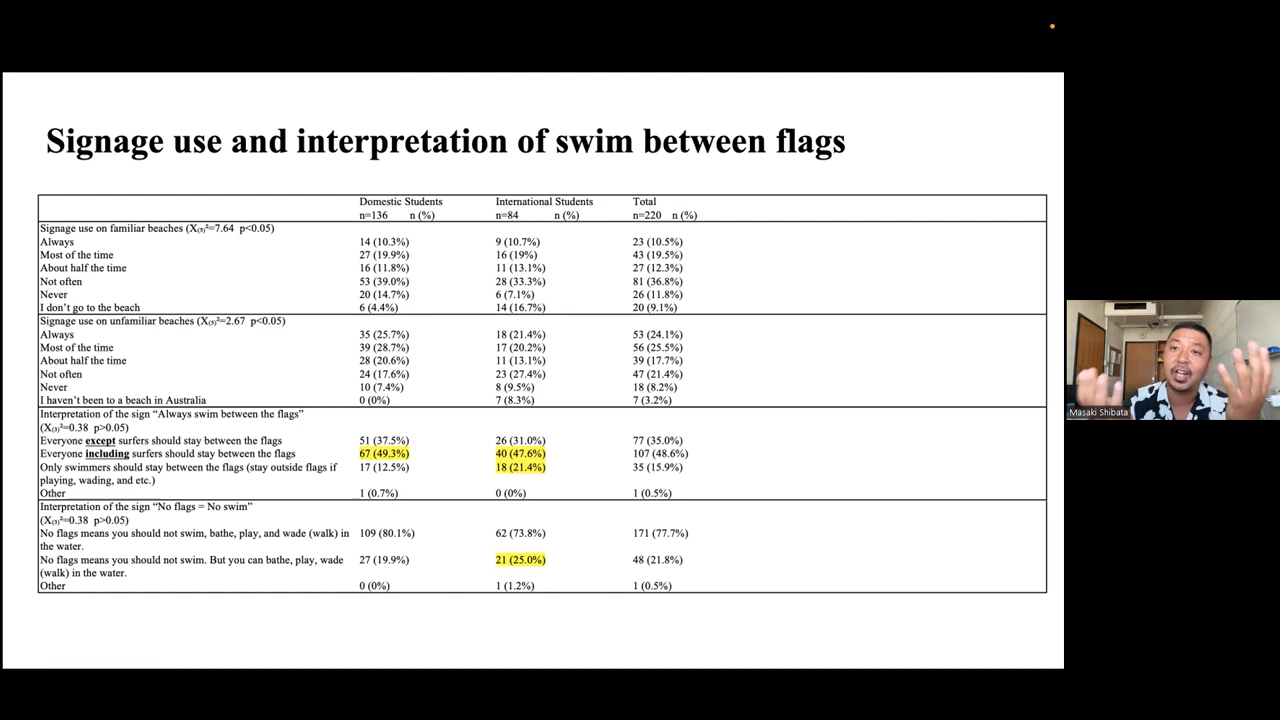 Signage use and interpretation of swim between flags
Domestic Students International Students Total
n=136 n (%) n=84 n (%) n=220 n (%)
Signage use on familiar beaches (X₍₅₎²=7.64 p<0.05)
Always 14 (10.3%) 9 (10.7%) 23 (10.5%)
Most of the time 27 (19.9%) 16 (19%) 43 (19.5%)
About half the time 16 (11.8%) 11 (13.1%) 27 (12.3%)
Not often 53 (39.0%) 28 (33.3%) 81 (36.8%)
Never 20 (14.7%) 6 (7.1%) 26 (11.8%)
I don't go to the beach 6 (4.4%) 14 (16.7%) 20 (9.1%)
Signage use on unfamiliar beaches (X₍₅₎²=2.67 p<0.05)
Always 35 (25.7%) 18 (21.4%) 53 (24.1%)
Most of the time 39 (28.7%) 17 (20.2%) 56 (25.5%)
About half the time 28 (20.6%) 11 (13.1%) 39 (17.7%)
Not often 24 (17.6%) 23 (27.4%) 47 (21.4%)
Never 10 (7.4%) 8 (9.5%) 18 (8.2%)
I haven't been to a beach in Australia 0 (0%) 7 (8.3%) 7 (3.2%)
Interpretation of the sign “Always swim between the flags”
(X₍₃₎²=0.38 p>0.05)
Everyone except surfers should stay between the flags 51 (37.5%) 26 (31.0%) 77 (35.0%)
Everyone including surfers should stay between the flags 67 (49.3%) 40 (47.6%) 107 (48.6%)
Only swimmers should stay between the flags (stay outside flags if 17 (12.5%) 18 (21.4%) 35 (15.9%)
playing, wading, and etc.)
Other 1 (0.7%) 0 (0%) 1 (0.5%)
Interpretation of the sign “No flags = No swim”
(X₍₃₎²=0.38 p>0.05)
No flags means you should not swim, bathe, play, and wade (walk) in 109 (80.1%) 62 (73.8%) 171 (77.7%)
the water.
No flags means you should not swim. But you can bathe, play, wade 27 (19.9%) 21 (25.0%) 48 (21.8%)
(walk) in the water.
Other 0 (0%) 1 (1.2%) 1 (0.5%)
Masaki Shibata